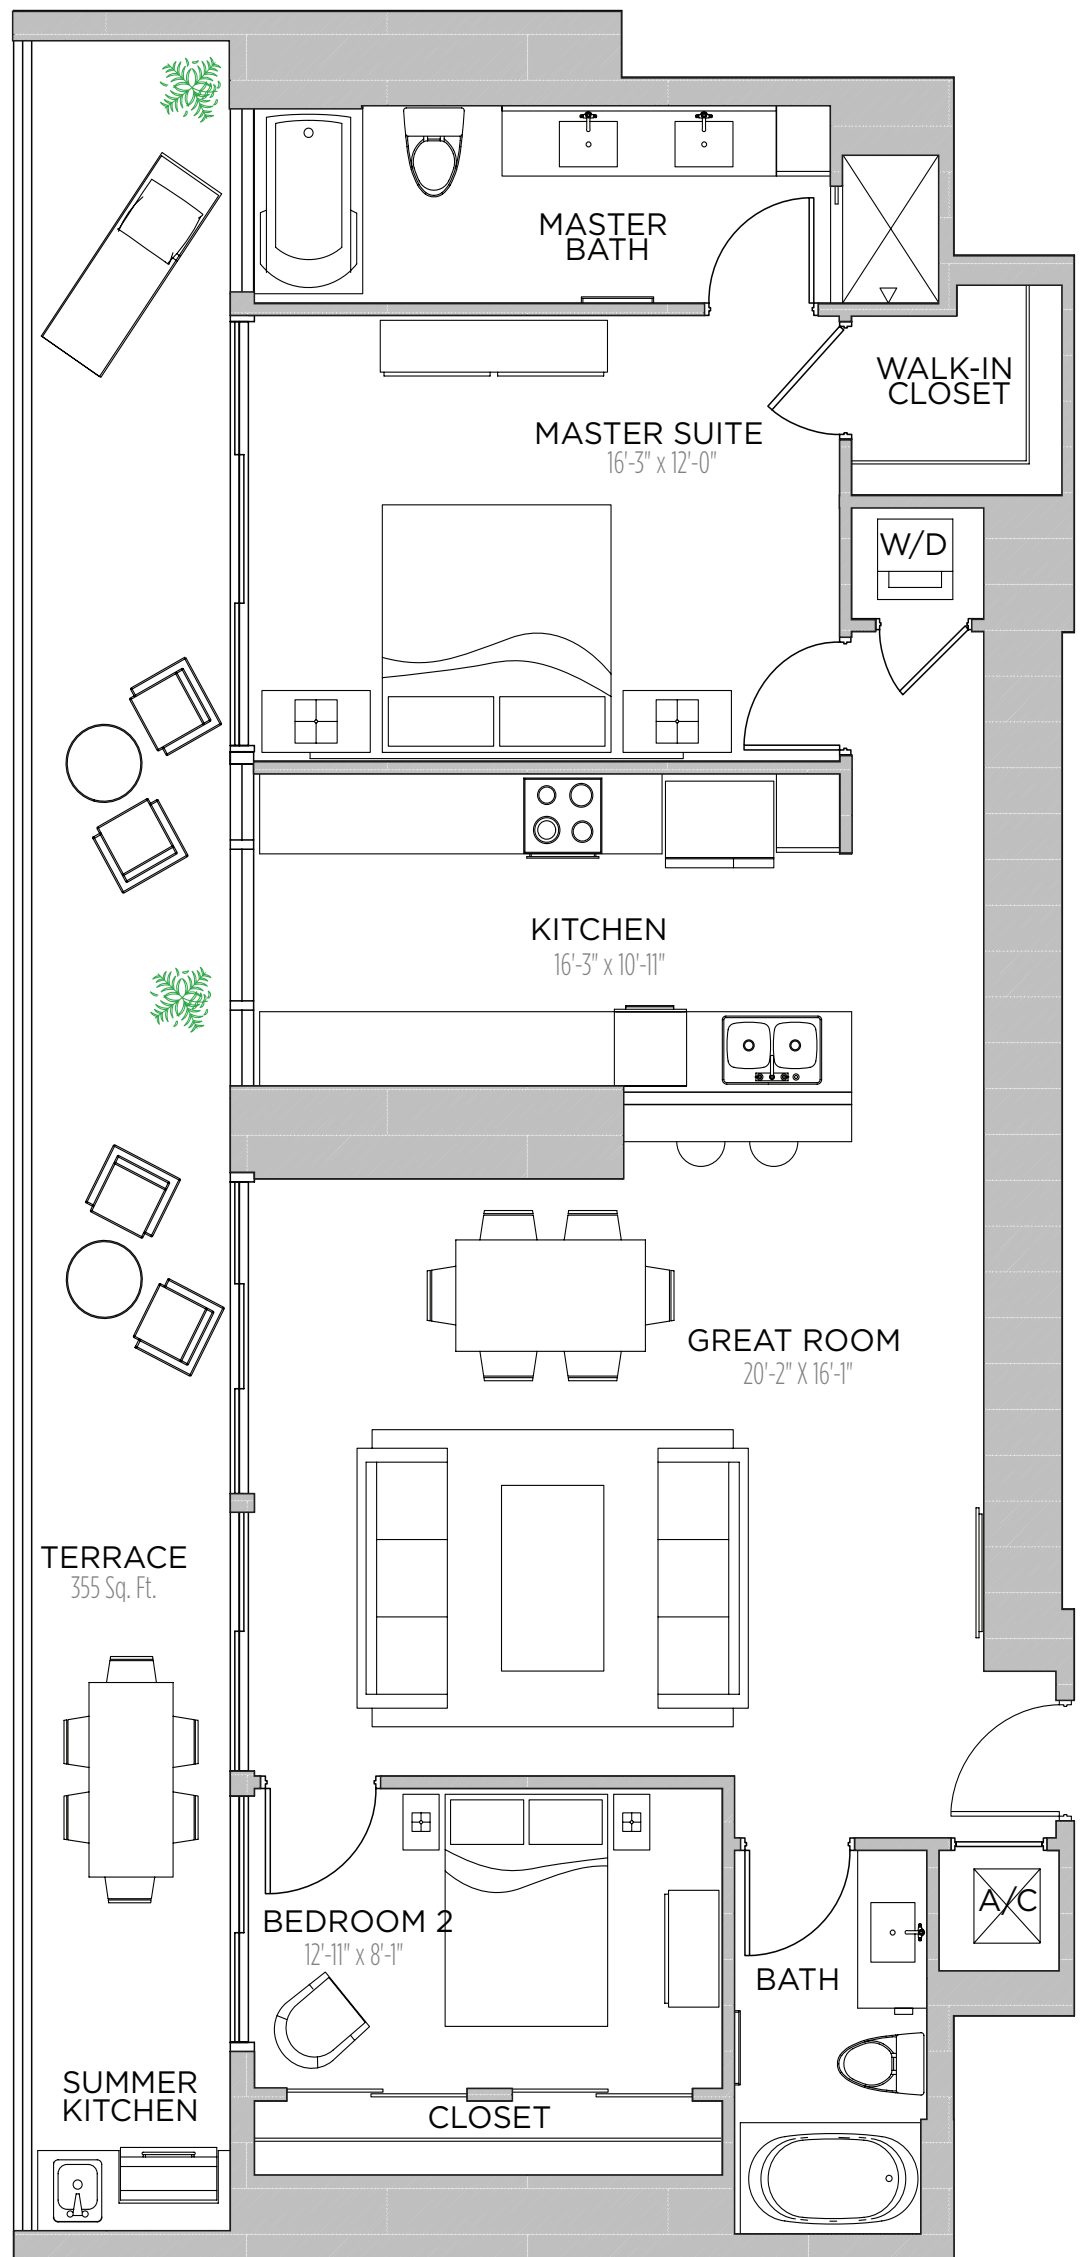 MASTER
BATH
WALK-IN
CLOSET
MASTER SUITE
16'-3" x 12'-0"
W/D
KITCHEN
16'-3" x 10'-11"
GREAT ROOM
20'-2" X 16'-1"
TERRACE
355 Sq. Ft.
A/C
BEDROOM 2
12'-11" x 8'-1"
BATH
SUMMER
KITCHEN
CLOSET